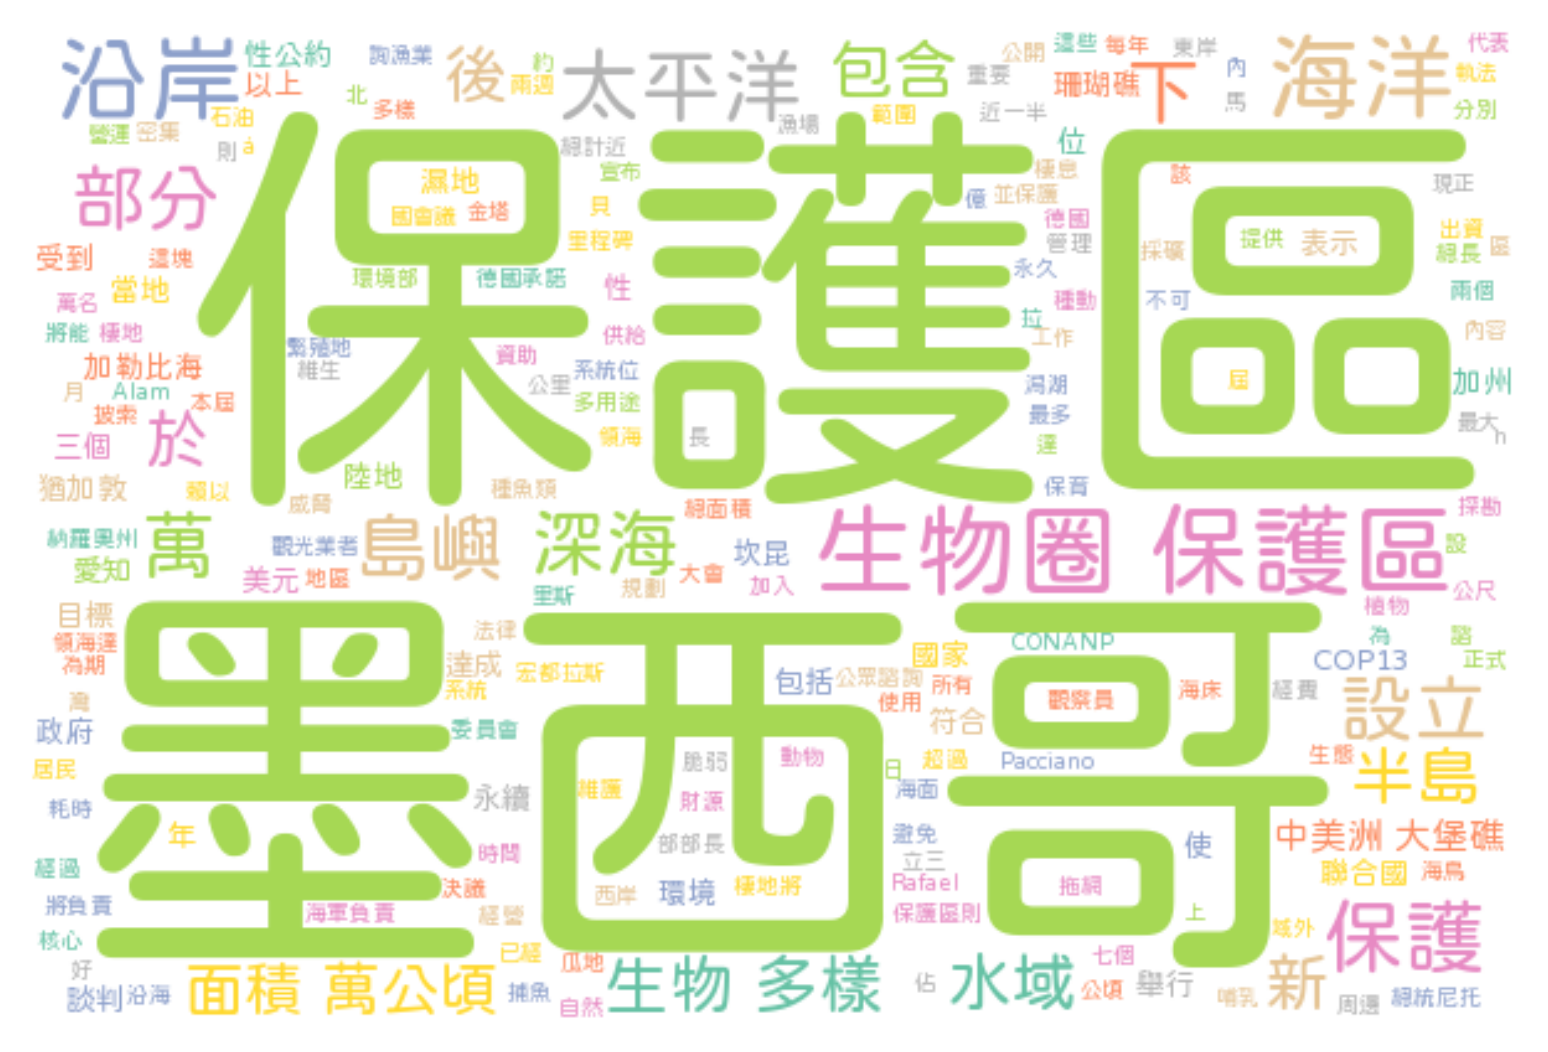 沿岸 性公約 詢漁業 後 約 太平洋 包含 公開 這些 每年 東岸 內 海洋 代表
以上 北 多樣 兩週 重要 珊瑚礁 下 馬 執法
營運 密集 石油 則 á 總計近 漁場 範圍 近一半 位 分別
部分 保護區 濕地 國會議 金塔 宣布 貝 里程碑 棲息 億 並保護 德國 管理 該 現正
受到 這塊 環境部 德國承諾 性 永久 採礦 提供 表示 出資 總長 區
萬名 當地 種動 不可 兩個
將能 棲地 繁殖地 維生 資助 供給 拉 工作 內容
加勒比海 公里 系統位 潟湖 屆 加州
月 Alam 披索 本屆 多用途 最多 最大 h
三個 於 領海 長 達
猶加敦 賴以 陸地 威爾 種魚類 保育
納羅奧州 萬 觀光業者 島嶼 深海 總面積 坎昆 生物圈 保護區 探勘 設
愛知 美元 地區 里斯 規劃 大會 加入 植物 公尺
目標 墨西哥 法律 CONANP 為 諮
領海達 為期 達成 系統 宏都拉斯 包括 公眾諮詢 國家 所有 COP13 正式
灣 使用 符合 觀察員 海床 經費 設立
政府 委員會 脆弱 動物 日 超過 Pacciano 生態 半島
居民 耗時 永續 維護 財源 海面
年 部部長 避免 立三 使 中美洲 大堡礁
經過 時間 決議 西岸 環境 棲地將 Rafael 拖網 聯合國 海鳥
將負責 海軍負責 經營 保護區則 上 域外 保護
核心 已經 七個
好 談判 沿海 面積 萬公頃 捕魚 瓜地 自然 生物 多樣 佔 水域 公頃 舉行 哺乳 新 周邊 總統尼托